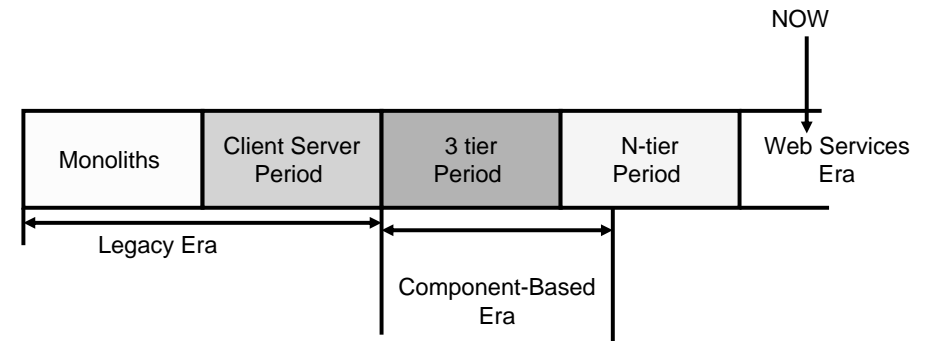 NOW
Monoliths
Client Server
Period
3 tier
Period
N-tier
Period
Web Services
Era
Legacy Era
Component-Based
Era